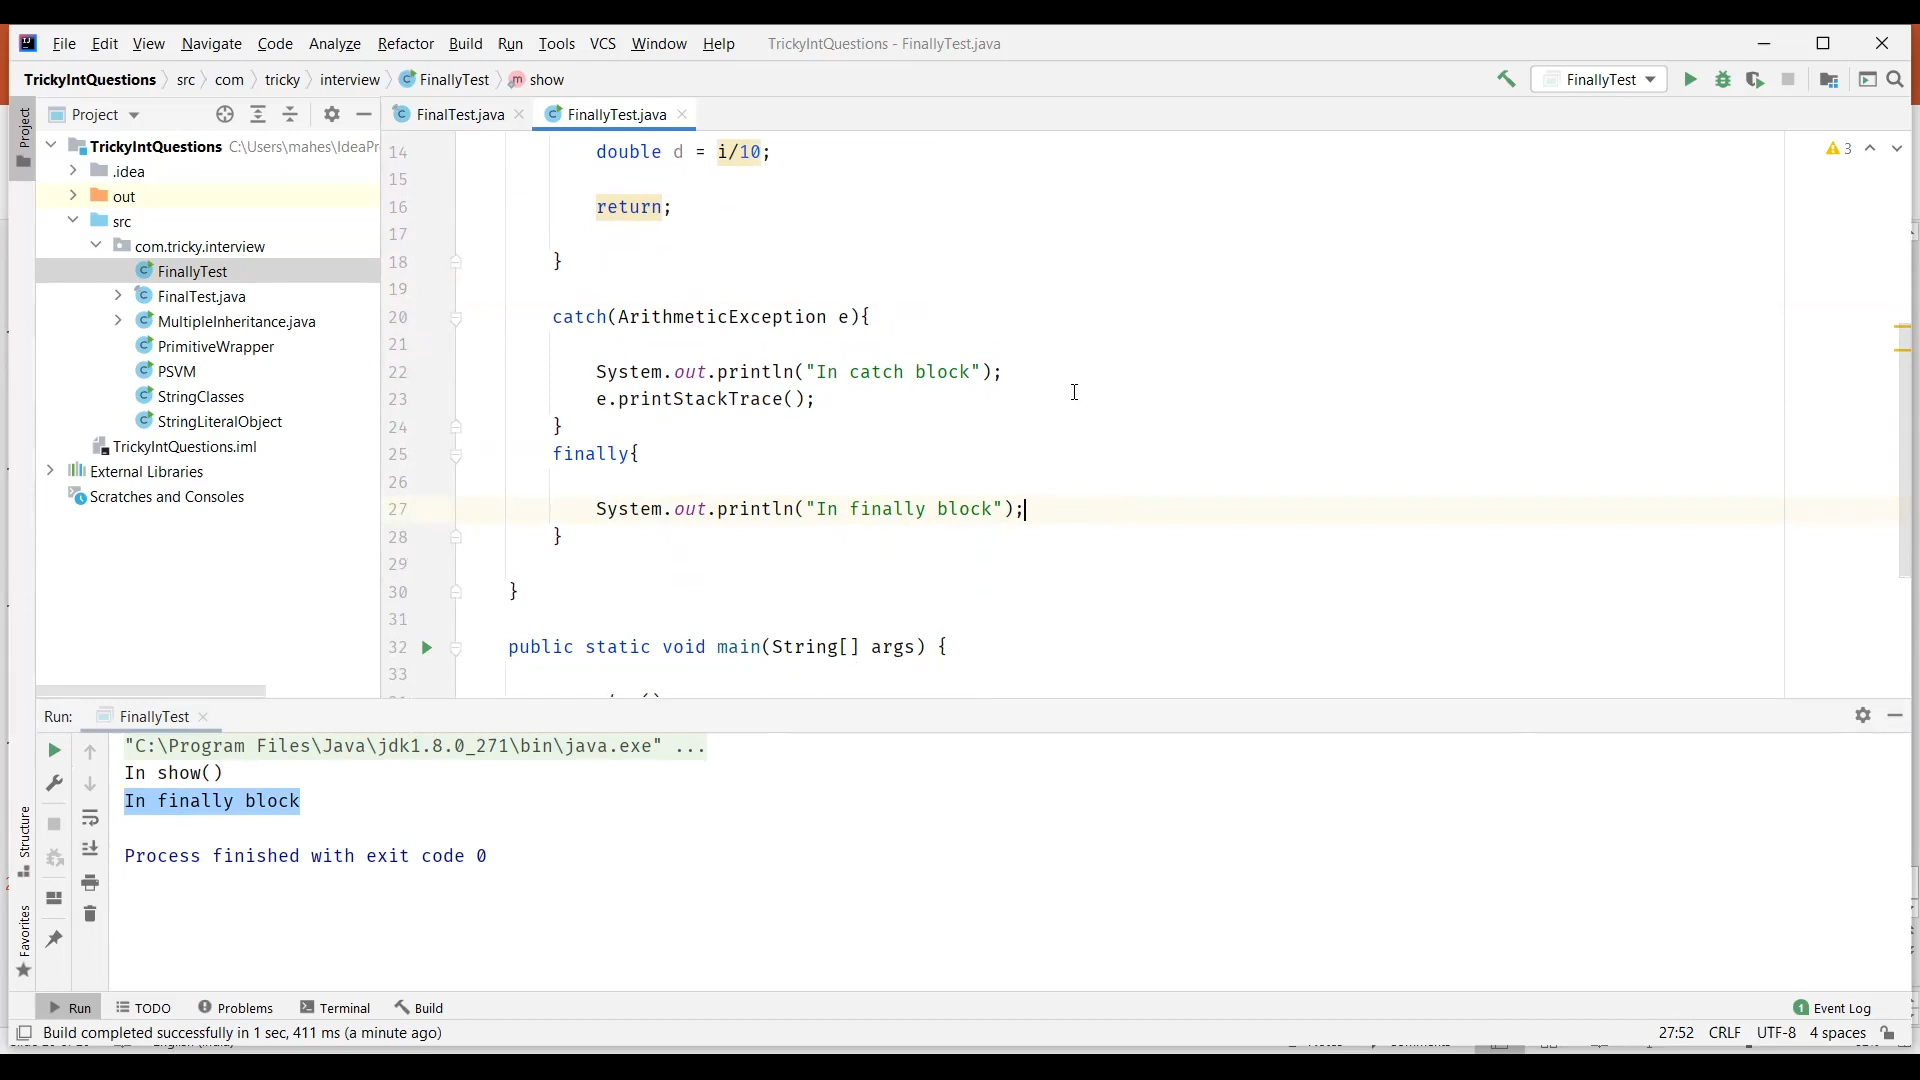 File Edit View Navigate Code Analyze Refactor Build Run Tools VCS Window Help TrickyIntQuestions - FinallyTest.java
TrickyIntQuestions src com tricky interview FinallyTest show
FinallyTest
Project
Project
FinalTest.java FinallyTest.java
TrickyIntQuestions C:\Users\mahes\IdeaPr
.idea
out
src
com.tricky.interview
FinallyTest
FinalTest.java
MultipleInheritance.java
PrimitiveWrapper
PSVM
StringClasses
StringLiteralObject
TrickyIntQuestions.iml
External Libraries
Scratches and Consoles
3
14 double d = i/10;
15
16 return;
17
18 }
19
20 catch(ArithmeticException e){
21
22 System.out.println("In catch block");
23 e.printStackTrace();
24 }
25 finally{
26
27 System.out.println("In finally block");
28 }
29
30 }
31
32 public static void main(String[] args) {
33
Run: FinallyTest
"C:\Program Files\Java\jdk1.8.0_271\bin\java.exe" ...
In show()
In finally block
Process finished with exit code 0
Structure
Favorites
Run TODO Problems Terminal Build
1 Event Log
Build completed successfully in 1 sec, 411 ms (a minute ago)
27:52 CRLF UTF-8 4 spaces